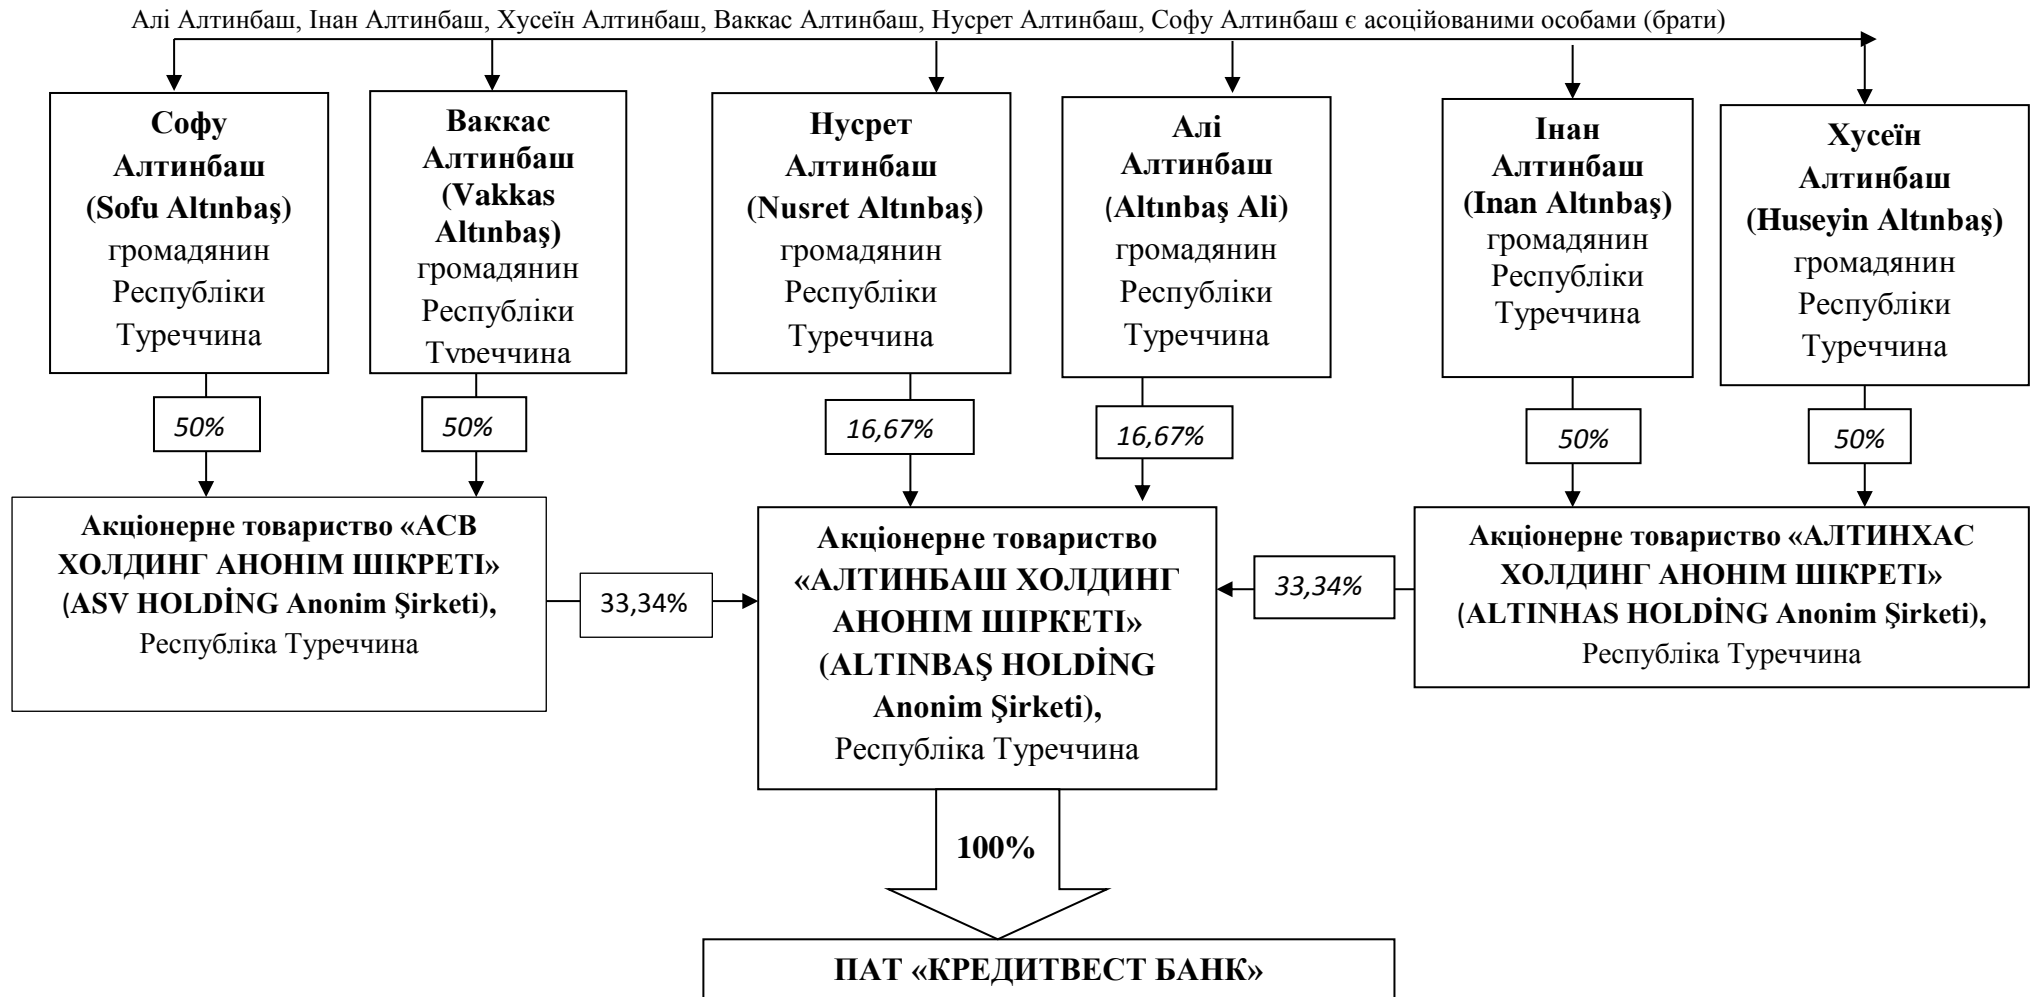 Алі Алтинбаш, Інан Алтинбаш, Хусеїн Алтинбаш, Ваккас Алтинбаш, Нусрет Алтинбаш, Софу Алтинбаш є асоційованими особами (брати)
Софу
Алтинбаш
(Sofu Altınbaş)
громадянин
Республіки
Туреччина
Ваккас
Алтинбаш
(Vakkas
Altınbaş)
громадянин
Республіки
Туреччина
Нусрет
Алтинбаш
(Nusret Altınbaş)
громадянин
Республіки
Туреччина
Алі
Алтинбаш
(Altınbaş Ali)
громадянин
Республіки
Туреччина
Інан
Алтинбаш
(Inan Altınbaş)
громадянин
Республіки
Туреччина
Хусеїн
Алтинбаш
(Huseyin Altınbaş)
громадянин
Республіки
Туреччина
50%
50%
16,67%
16,67%
50%
50%
Акціонерне товариство «АСВ
ХОЛДИНГ АНОНІМ ШІКРЕТІ»
(ASV HOLDİNG Anonim Şirketi),
Республіка Туреччина
33,34%
Акціонерне товариство
«АЛТИНБАШ ХОЛДИНГ
АНОНІМ ШІРКЕТІ»
(ALTINBAŞ HOLDİNG
Anonim Şirketi),
Республіка Туреччина
33,34%
Акціонерне товариство «АЛТИНХАС
ХОЛДИНГ АНОНІМ ШІКРЕТІ»
(ALTINHAS HOLDİNG Anonim Şirketi),
Республіка Туреччина
100%
ПАТ «КРЕДИТВЕСТ БАНК»